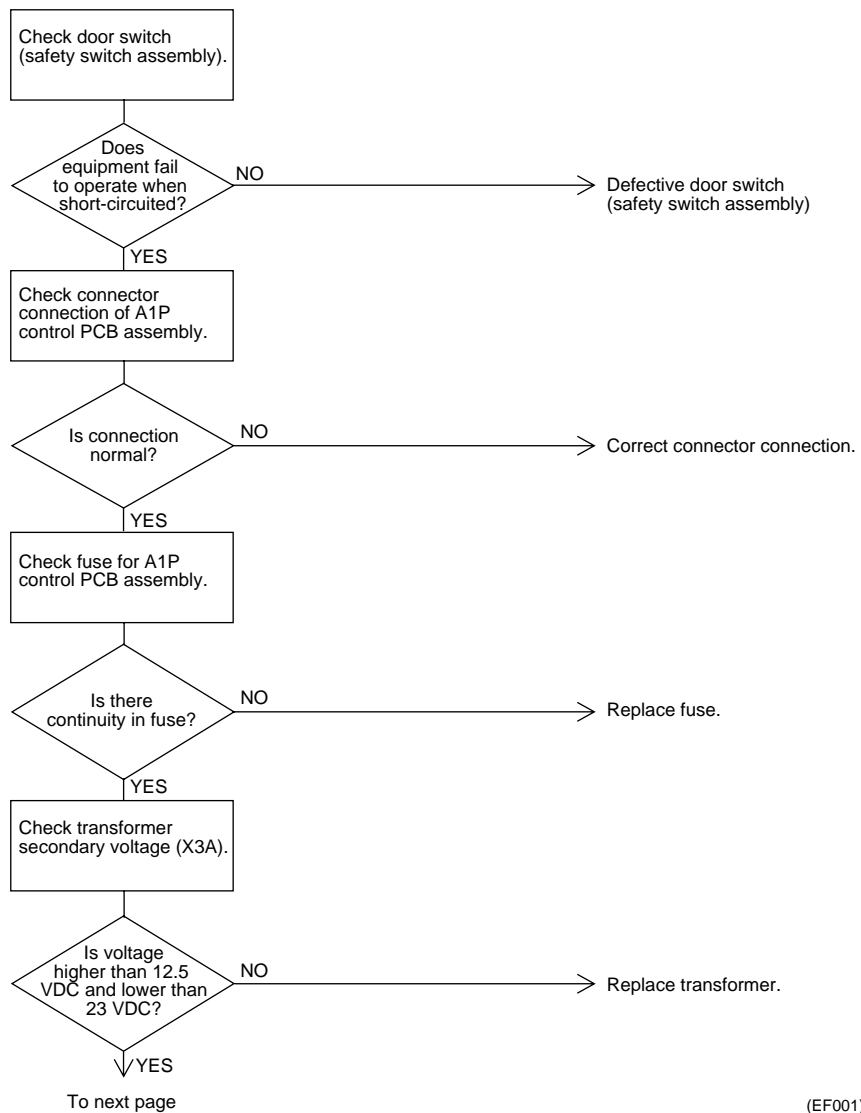 Check door switch
(safety switch assembly).
Does
equipment fail
to operate when
short-circuited?
NO
Defective door switch
(safety switch assembly)
YES
Check connector
connection of A1P
control PCB assembly.
Is connection
normal?
NO
Correct connector connection.
YES
Check fuse for A1P
control PCB assembly.
Is there
continuity in fuse?
NO
Replace fuse.
YES
Check transformer
secondary voltage (X3A).
Is voltage
higher than 12.5
VDC and lower than
23 VDC?
NO
Replace transformer.
YES
To next page
(EF001)